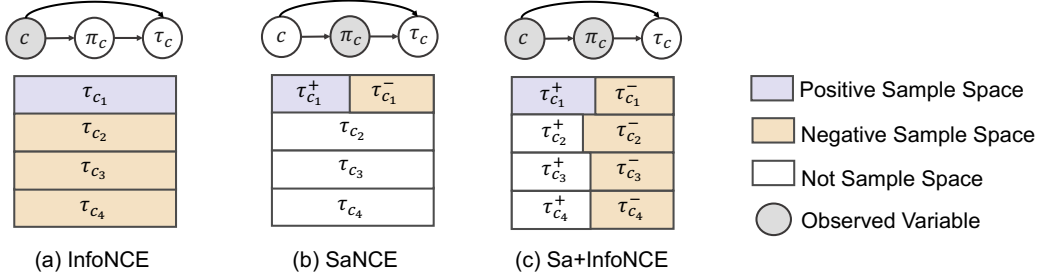 c π_c τ_c
τ_{c_1}
τ_{c_2}
τ_{c_3}
τ_{c_4}
(a) InfoNCE
c π_c τ_c
τ_{c_1}^+ τ_{c_1}^-
τ_{c_2}
τ_{c_3}
τ_{c_4}
(b) SaNCE
c π_c τ_c
τ_{c_1}^+ τ_{c_1}^-
τ_{c_2}^+ τ_{c_2}^-
τ_{c_3}^+ τ_{c_3}^-
τ_{c_4}^+ τ_{c_4}^-
(c) Sa+InfoNCE
Positive Sample Space
Negative Sample Space
Not Sample Space
Observed Variable